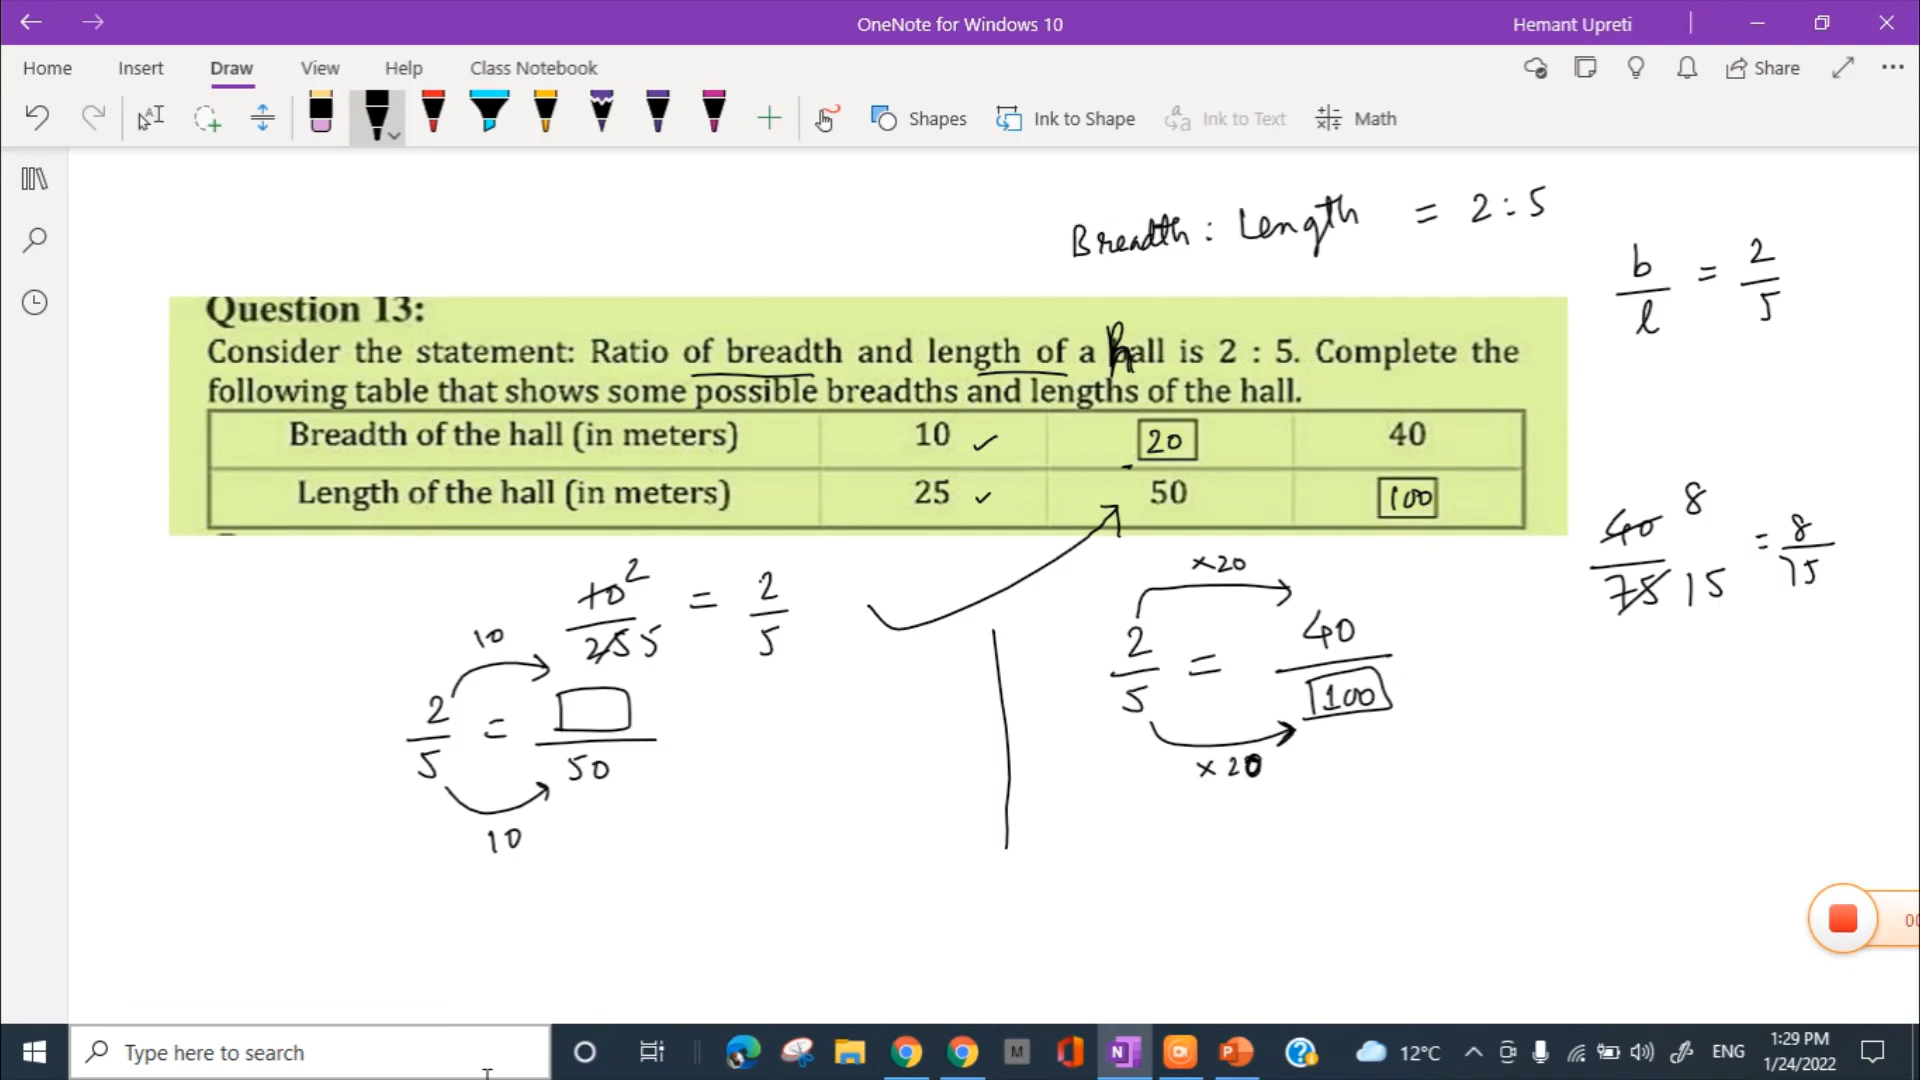 OneNote for Windows 10
Hemant Upreti
Home Insert Draw View Help Class Notebook
Share
Shapes Ink to Shape Ink to Text Math
Breadth : Length = 2 : 5
b/l = 2/5
Question 13:
Consider the statement: Ratio of breadth and length of a hall is 2 : 5. Complete the
following table that shows some possible breadths and lengths of the hall.
Breadth of the hall (in meters) 10 ✓ 20 40
Length of the hall (in meters) 25 ✓ 50 100
40 8
75 15
= 8/15
10 2
25 5
= 2/5
10
2/5 = □/50
10
×20
2/5 = 40/100
×20
00
Type here to search
12°C
ENG
1:29 PM
1/24/2022